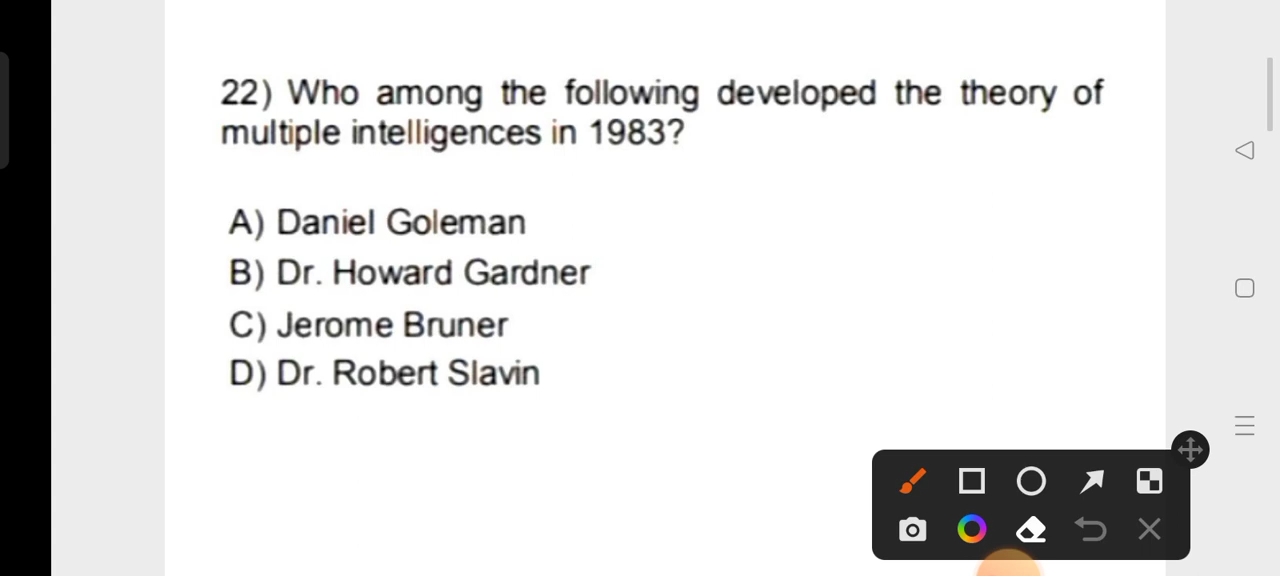 22) Who among the following developed the theory of
multiple intelligences in 1983?
A) Daniel Goleman
B) Dr. Howard Gardner
C) Jerome Bruner
D) Dr. Robert Slavin